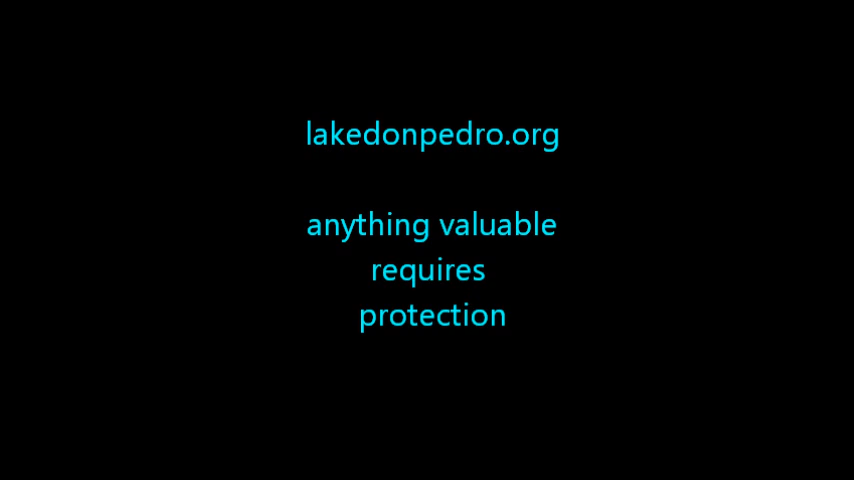 lakedonpedro.org
anything valuable
requires
protection